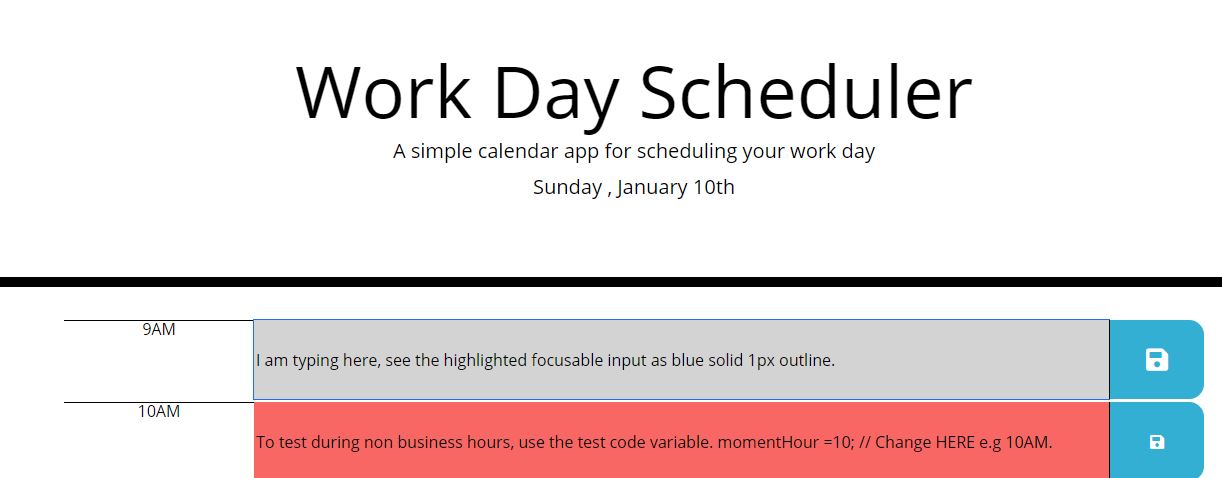 Work Day Scheduler
A simple calendar app for scheduling your work day
Sunday , January 10th
9AM
I am typing here, see the highlighted focusable input as blue solid 1px outline.
10AM
To test during non business hours, use the test code variable. momentHour =10; // Change HERE e.g 10AM.